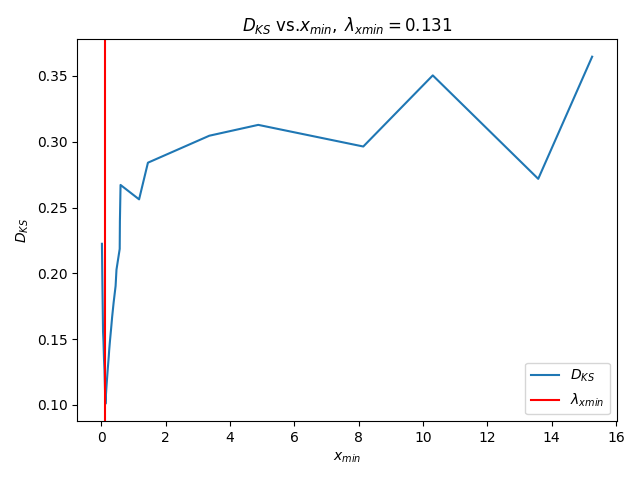 D_KS vs.x_min, λ_xmin = 0.131
0.35
0.30
0.25
0.20
0.15
0.10
D_KS
0 2 4 6 8 10 12 14 16
x_min
D_KS
λ_xmin